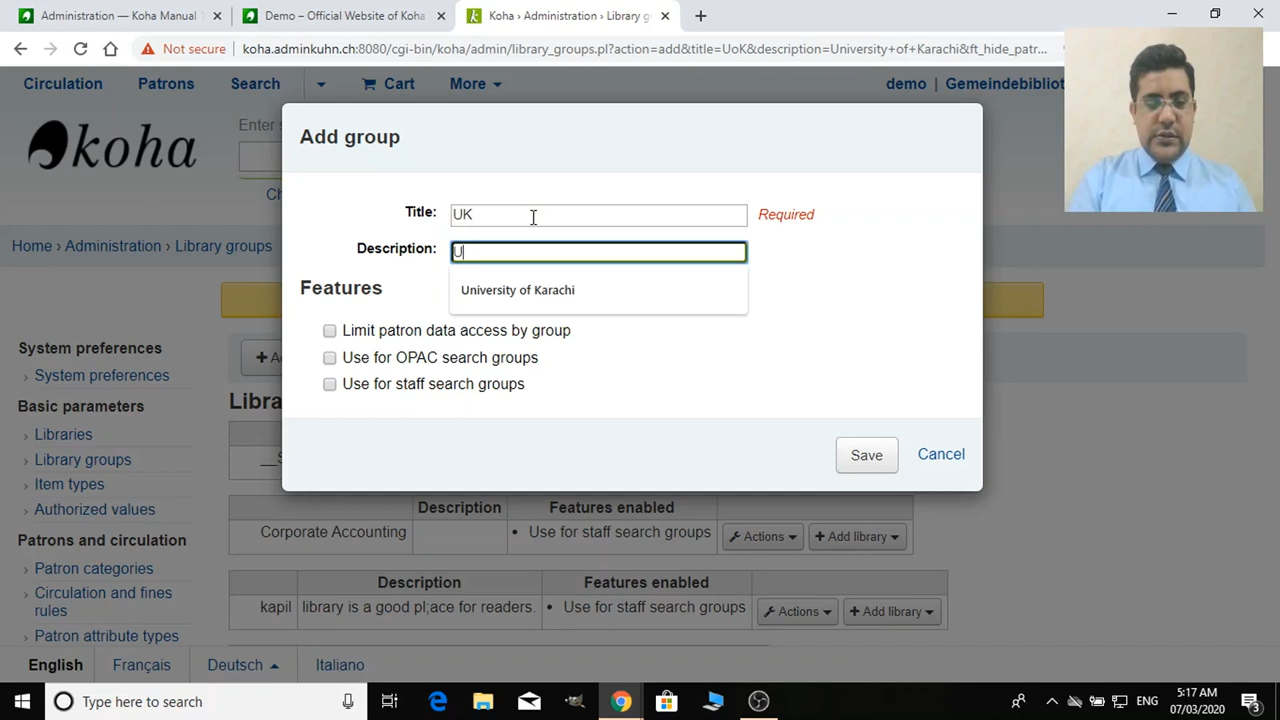 Administration — Koha Manual 1
Demo – Official Website of Koha
Koha › Administration › Library g
Not secure
koha.adminkuhn.ch:8080/cgi-bin/koha/admin/library_groups.pl?action=add&title=UoK&description=University+of+Karachi&ft_hide_patr...
Circulation
Patrons
Search
Cart
More
demo
Gemeindebibliot
koha
Enter
Home › Administration › Library groups
Add group
Title:
UK
Required
Description:
U
University of Karachi
Features
Limit patron data access by group
Use for OPAC search groups
Use for staff search groups
Save
Cancel
System preferences
System preferences
Basic parameters
Libraries
Library groups
Item types
Authorized values
Patrons and circulation
Patron categories
Circulation and fines
rules
Patron attribute types
Description
Features enabled
Corporate Accounting
Use for staff search groups
Actions
Add library
Description
Features enabled
kapil
library is a good pl;ace for readers.
Use for staff search groups
Actions
Add library
English
Français
Deutsch
Italiano
Type here to search
ENG
5:17 AM
07/03/2020
3